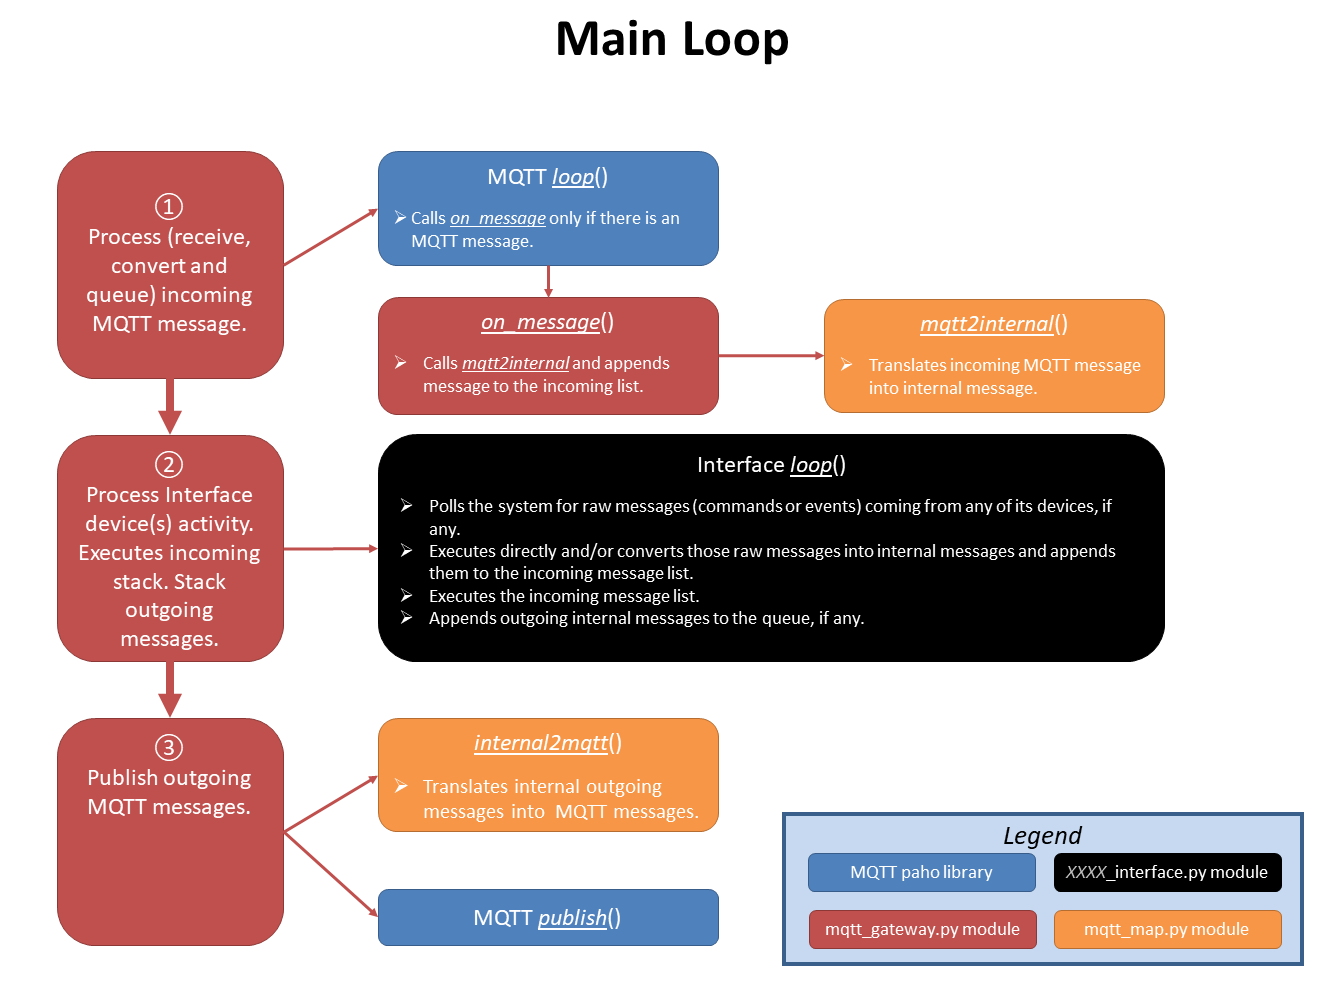 Main Loop
①
Process (receive,
convert and
queue) incoming
MQTT message.
MQTT loop()
➢ Calls on_message only if there is an
MQTT message.
on_message()
➢ Calls mqtt2internal and appends
message to the incoming list.
mqtt2internal()
➢ Translates incoming MQTT message
into internal message.
②
Process Interface
device(s) activity.
Executes incoming
stack. Stack
outgoing
messages.
Interface loop()
➢ Polls the system for raw messages (commands or events) coming from any of its devices, if
any.
➢ Executes directly and/or converts those raw messages into internal messages and appends
them to the incoming message list.
➢ Executes the incoming message list.
➢ Appends outgoing internal messages to the queue, if any.
③
Publish outgoing
MQTT messages.
internal2mqtt()
➢ Translates internal outgoing
messages into MQTT messages.
MQTT publish()
Legend
MQTT paho library
XXXX_interface.py module
mqtt_gateway.py module
mqtt_map.py module